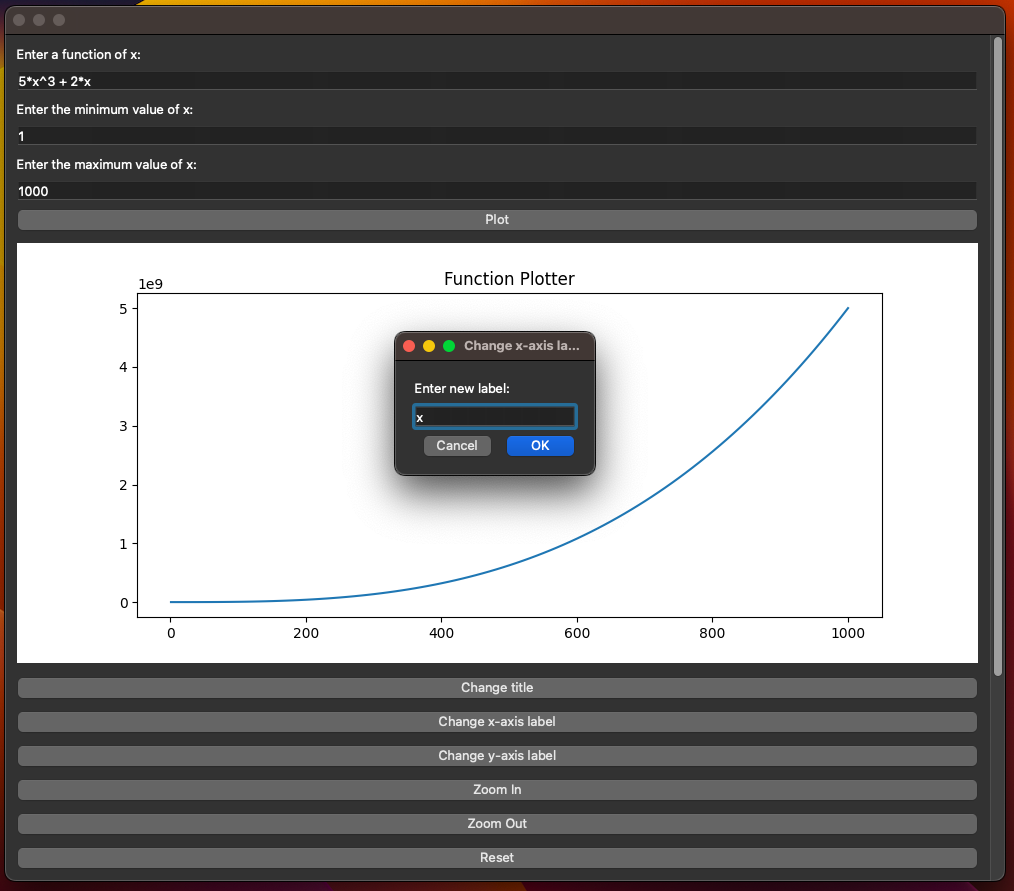 Enter a function of x:
5*x^3 + 2*x
Enter the minimum value of x:
1
Enter the maximum value of x:
1000
Plot
Function Plotter
1e9
5
4
3
2
1
0
0 200 400 600 800 1000
Change x-axis la...
Enter new label:
x
Cancel OK
Change title
Change x-axis label
Change y-axis label
Zoom In
Zoom Out
Reset